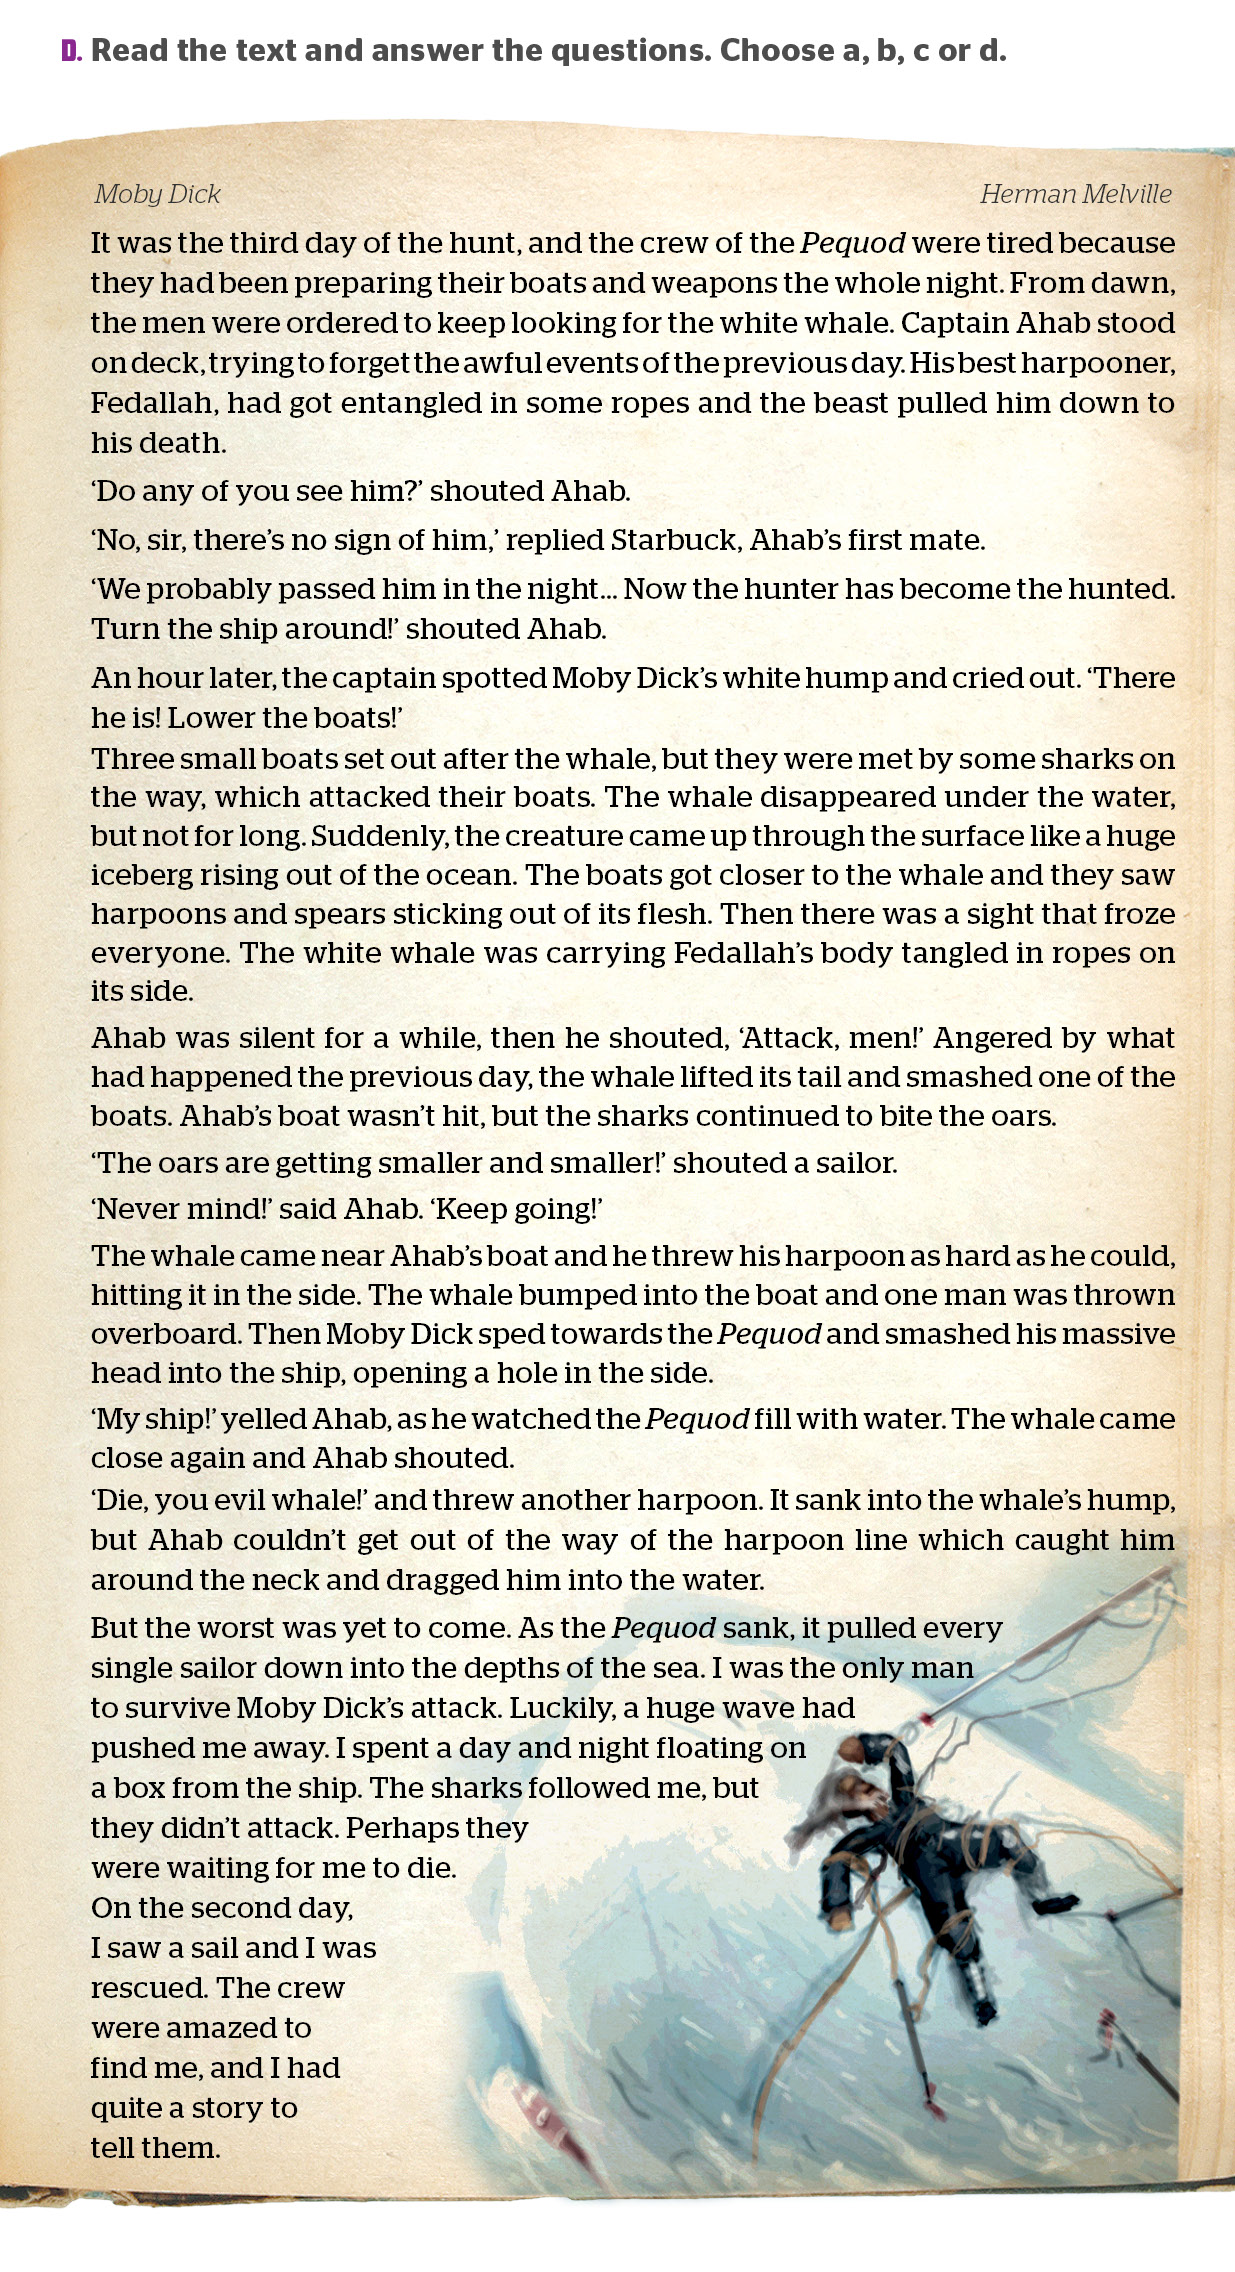 D. Read the text and answer the questions. Choose a, b, c or d.
Moby Dick
Herman Melville
It was the third day of the hunt, and the crew of the Pequod were tired because
they had been preparing their boats and weapons the whole night. From dawn,
the men were ordered to keep looking for the white whale. Captain Ahab stood
on deck, trying to forget the awful events of the previous day. His best harpooner,
Fedallah, had got entangled in some ropes and the beast pulled him down to
his death.
‘Do any of you see him?’ shouted Ahab.
‘No, sir, there’s no sign of him,’ replied Starbuck, Ahab’s first mate.
‘We probably passed him in the night... Now the hunter has become the hunted.
Turn the ship around!’ shouted Ahab.
An hour later, the captain spotted Moby Dick’s white hump and cried out. ‘There
he is! Lower the boats!’
Three small boats set out after the whale, but they were met by some sharks on
the way, which attacked their boats. The whale disappeared under the water,
but not for long. Suddenly, the creature came up through the surface like a huge
iceberg rising out of the ocean. The boats got closer to the whale and they saw
harpoons and spears sticking out of its flesh. Then there was a sight that froze
everyone. The white whale was carrying Fedallah’s body tangled in ropes on
its side.
Ahab was silent for a while, then he shouted, ‘Attack, men!’ Angered by what
had happened the previous day, the whale lifted its tail and smashed one of the
boats. Ahab’s boat wasn’t hit, but the sharks continued to bite the oars.
‘The oars are getting smaller and smaller!’ shouted a sailor.
‘Never mind!’ said Ahab. ‘Keep going!’
The whale came near Ahab’s boat and he threw his harpoon as hard as he could,
hitting it in the side. The whale bumped into the boat and one man was thrown
overboard. Then Moby Dick sped towards the Pequod and smashed his massive
head into the ship, opening a hole in the side.
‘My ship!’ yelled Ahab, as he watched the Pequod fill with water. The whale came
close again and Ahab shouted.
‘Die, you evil whale!’ and threw another harpoon. It sank into the whale’s hump,
but Ahab couldn’t get out of the way of the harpoon line which caught him
around the neck and dragged him into the water.
But the worst was yet to come. As the Pequod sank, it pulled every
single sailor down into the depths of the sea. I was the only man
to survive Moby Dick’s attack. Luckily, a huge wave had
pushed me away. I spent a day and night floating on
a box from the ship. The sharks followed me, but
they didn’t attack. Perhaps they
were waiting for me to die.
On the second day,
I saw a sail and I was
rescued. The crew
were amazed to
find me, and I had
quite a story to
tell them.